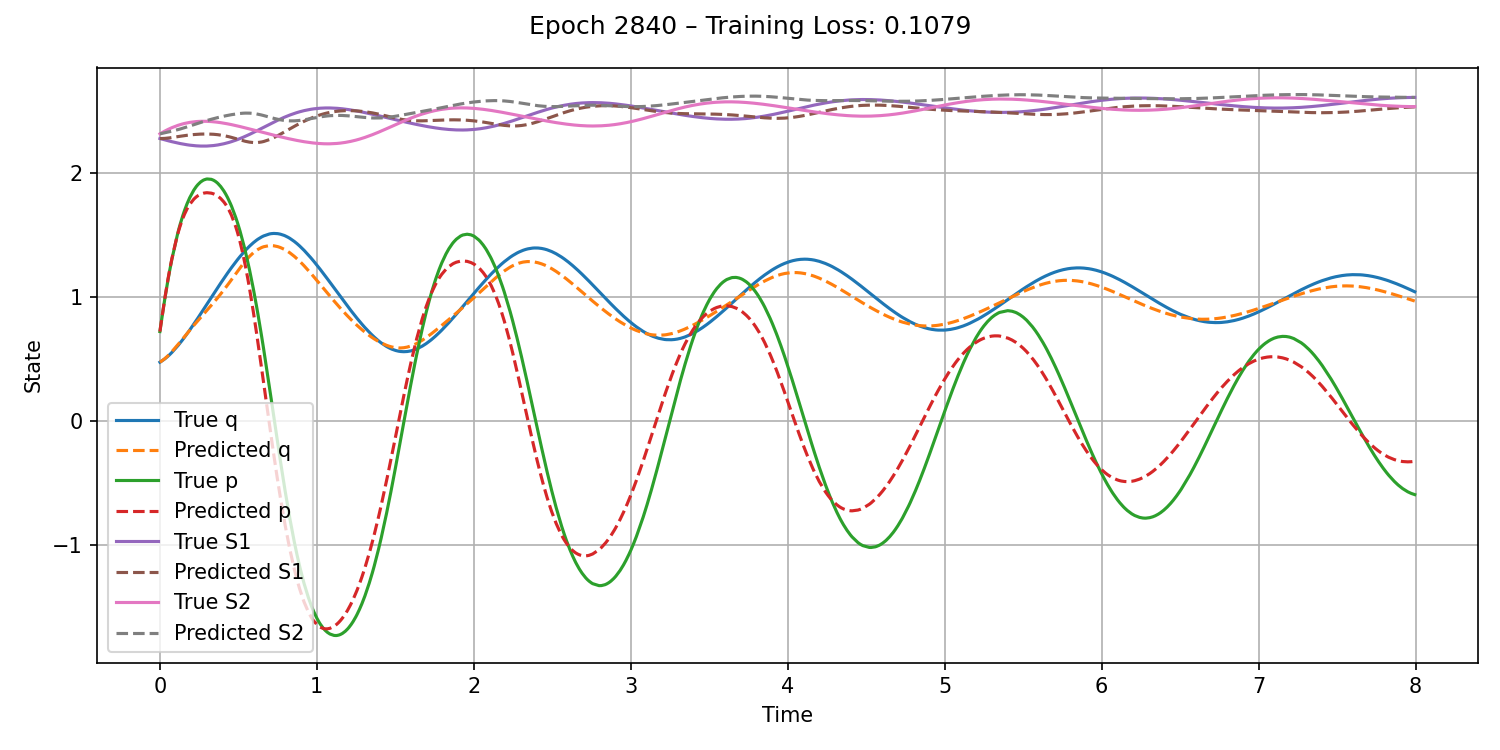 Epoch 2840 – Training Loss: 0.1079
State
2
1
0
−1
True q
Predicted q
True p
Predicted p
True S1
Predicted S1
True S2
Predicted S2
0 1 2 3 4 5 6 7 8
Time